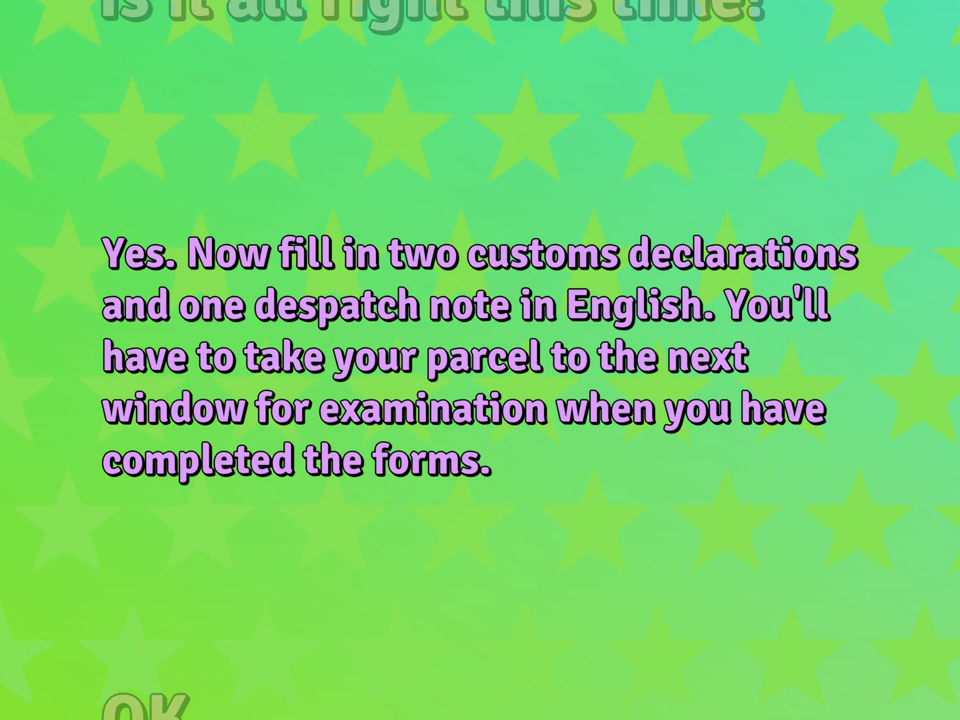 Is it all right this time?
Yes. Now fill in two customs declarations
and one despatch note in English. You'll
have to take your parcel to the next
window for examination when you have
completed the forms.
OK